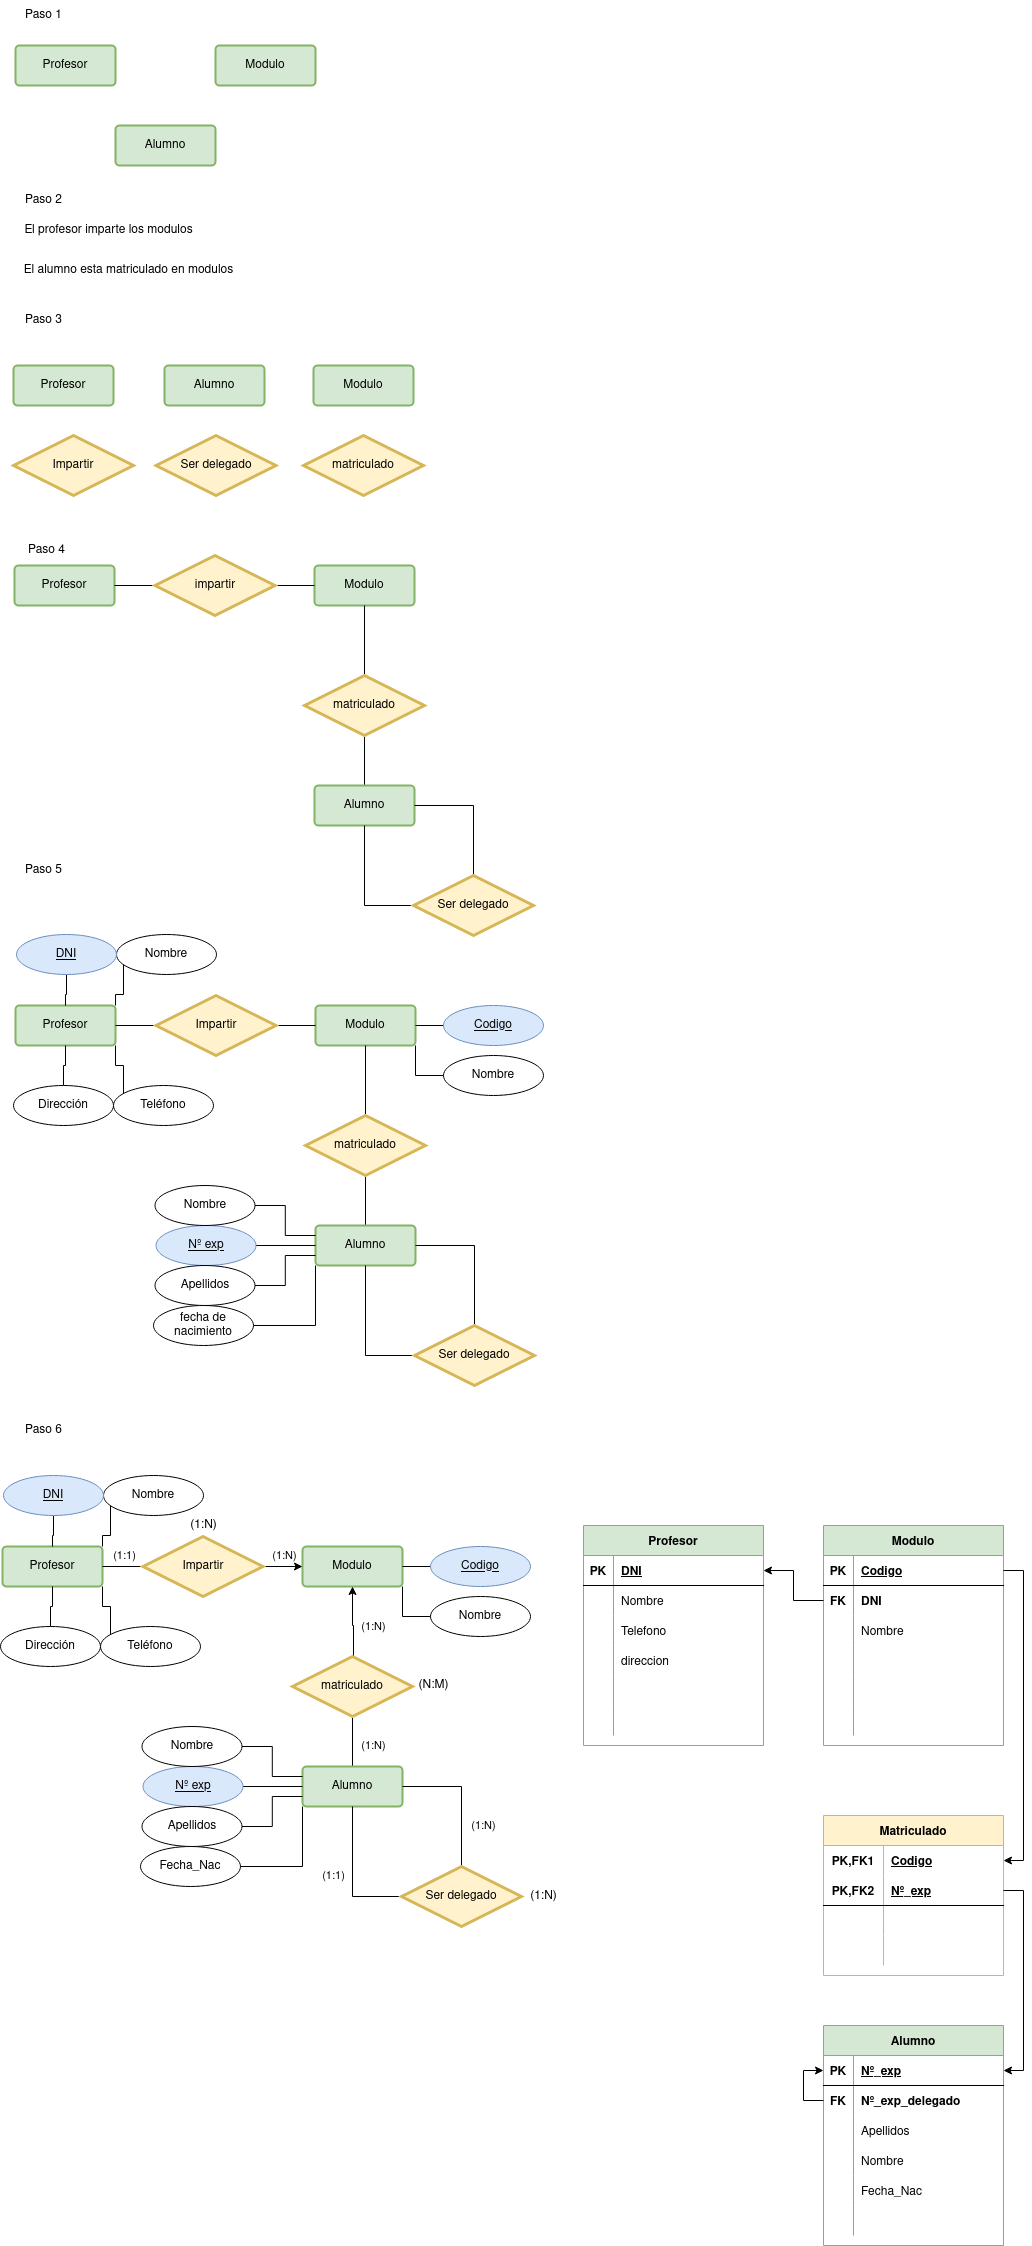 Paso 1
Profesor
Modulo
Alumno
Paso 2
El profesor imparte los modulos
El alumno esta matriculado en modulos
Paso 3
Profesor
Alumno
Modulo
Impartir
Ser delegado
matriculado
Paso 4
Profesor
impartir
Modulo
matriculado
Alumno
Paso 5
Ser delegado
DNI
Nombre
Profesor
Impartir
Modulo
Codigo
Nombre
Dirección
Teléfono
matriculado
Nombre
Nº exp
Alumno
Apellidos
fecha de
nacimiento
Ser delegado
Paso 6
DNI
Nombre
(1:N)
Profesor
(1:1)
Impartir
(1:N)
Modulo
Codigo
Nombre
(1:N)
Dirección
Teléfono
matriculado
(N:M)
Nombre
(1:N)
Nº exp
Alumno
Apellidos
(1:N)
Fecha_Nac
(1:1)
Ser delegado
(1:N)
Profesor
PK
DNI
Nombre
Telefono
direccion
Modulo
PK
Codigo
FK
DNI
Nombre
Matriculado
PK,FK1
Codigo
PK,FK2
Nº_exp
Alumno
PK
Nº_exp
FK
Nº_exp_delegado
Apellidos
Nombre
Fecha_Nac